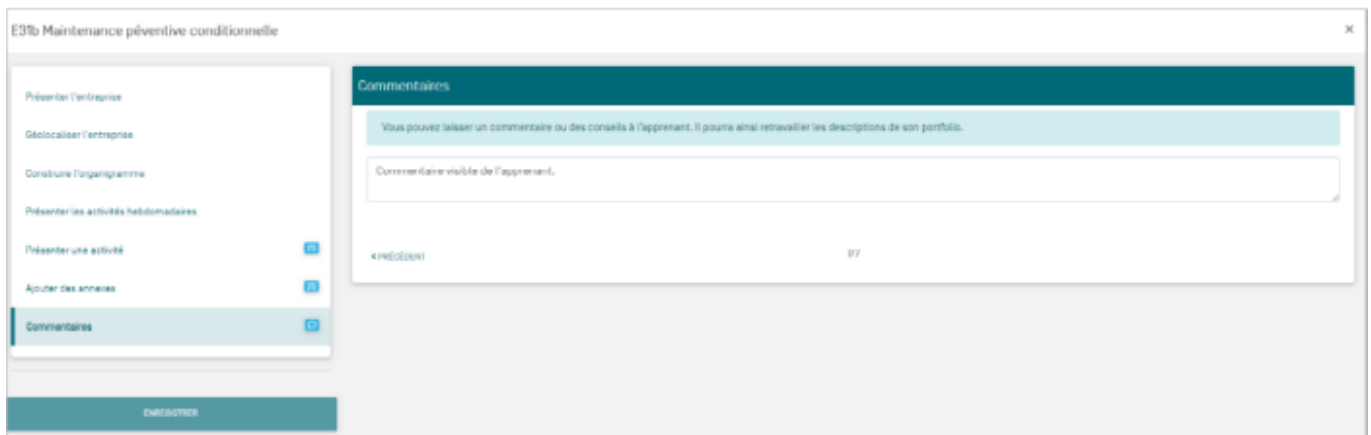 E31b Maintenance péventive conditionnelle
×
Présenter l'entreprise
Géolocaliser l'entreprise
Construire l'organigramme
Présenter les activités hebdomadaires
Présenter une activité
Ajouter des annexes
Commentaires
ENREGISTRER
Commentaires
Vous pouvez laisser un commentaire ou des conseils à l'apprenant. Il pourra ainsi retravailler les descriptions de son portfolio.
Commentaire visible de l'apprenant.
< PRÉCÉDENT
7/7